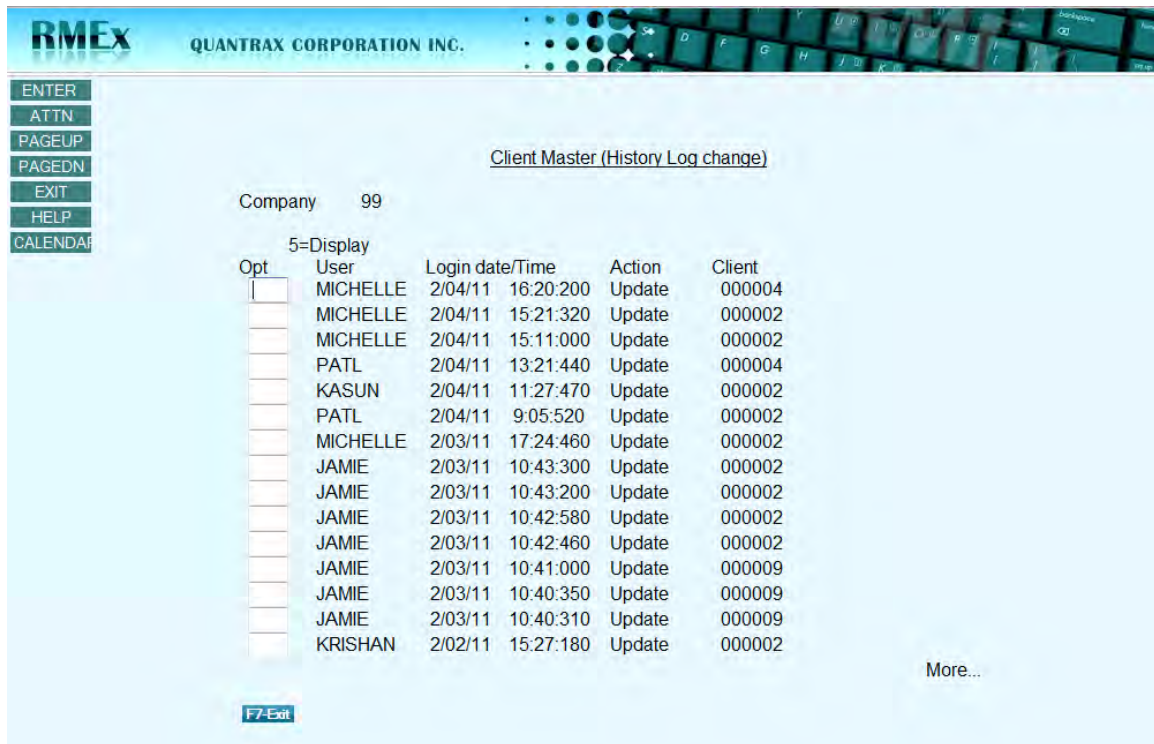 RMEx QUANTRAX CORPORATION INC.
ENTER
ATTN
PAGEUP
PAGEDN
EXIT
HELP
CALENDAR
Client Master (History Log change)
Company 99
5=Display
Opt User Login date/Time Action Client
MICHELLE 2/04/11 16:20:200 Update 000004
MICHELLE 2/04/11 15:21:320 Update 000002
MICHELLE 2/04/11 15:11:000 Update 000002
PATL 2/04/11 13:21:440 Update 000004
KASUN 2/04/11 11:27:470 Update 000002
PATL 2/04/11 9:05:520 Update 000002
MICHELLE 2/03/11 17:24:460 Update 000002
JAMIE 2/03/11 10:43:300 Update 000002
JAMIE 2/03/11 10:43:200 Update 000002
JAMIE 2/03/11 10:42:580 Update 000002
JAMIE 2/03/11 10:42:460 Update 000002
JAMIE 2/03/11 10:41:000 Update 000009
JAMIE 2/03/11 10:40:350 Update 000009
JAMIE 2/03/11 10:40:310 Update 000009
KRISHAN 2/02/11 15:27:180 Update 000002
More...
F7-Exit